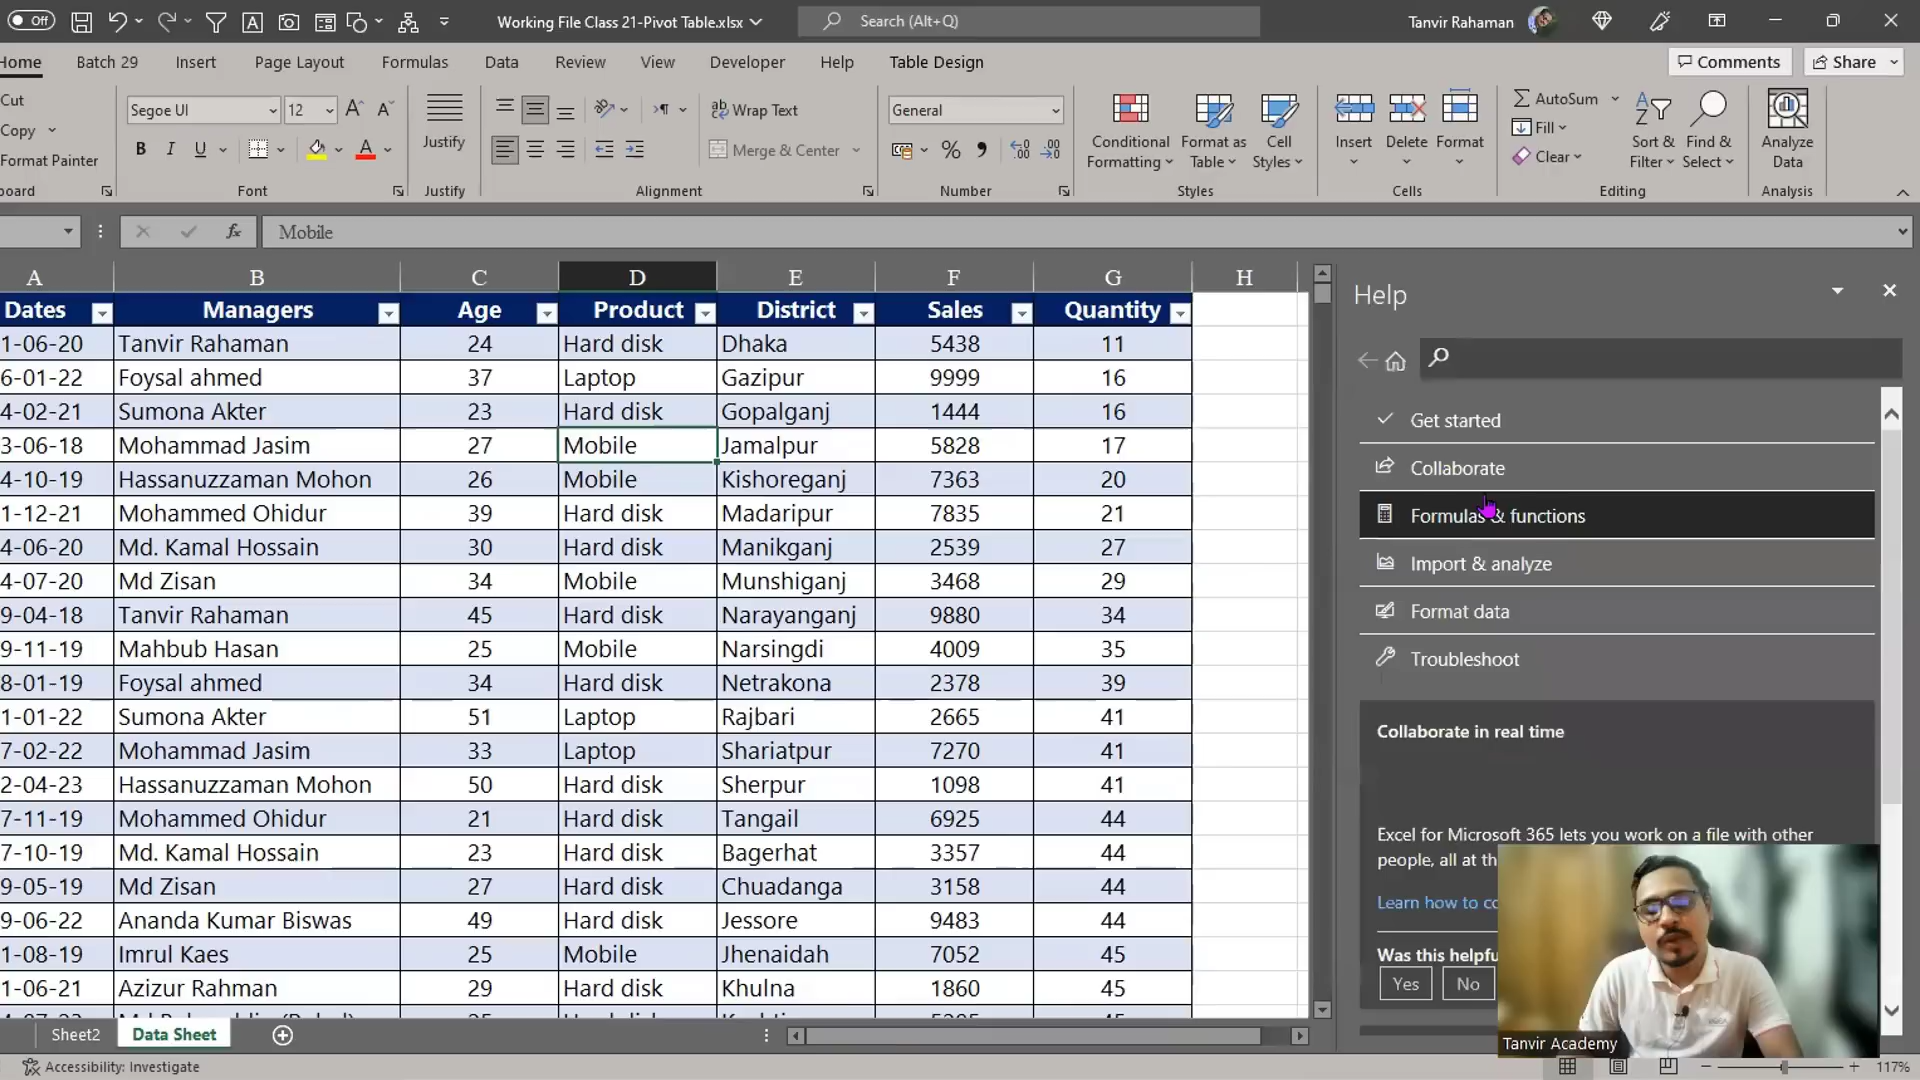 Off
Working File Class 21-Pivot Table.xlsx
Search (Alt+Q)
Tanvir Rahaman
Home Batch 29 Insert Page Layout Formulas Data Review View Developer Help Table Design
Comments Share
Cut
Copy
Format Painter
Segoe UI 12
B I U
Font
Justify
Justify
Wrap Text
Merge & Center
Alignment
General
Number
Conditional Formatting
Format as Table
Cell Styles
Styles
Insert Delete Format
Cells
AutoSum
Fill
Clear
Sort & Filter
Find & Select
Editing
Analyze Data
Analysis
fx Mobile
A B C D E F G H
Dates Managers Age Product District Sales Quantity
1-06-20 Tanvir Rahaman 24 Hard disk Dhaka 5438 11
6-01-22 Foysal ahmed 37 Laptop Gazipur 9999 16
4-02-21 Sumona Akter 23 Hard disk Gopalganj 1444 16
3-06-18 Mohammad Jasim 27 Mobile Jamalpur 5828 17
4-10-19 Hassanuzzaman Mohon 26 Mobile Kishoreganj 7363 20
1-12-21 Mohammed Ohidur 39 Hard disk Madaripur 7835 21
4-06-20 Md. Kamal Hossain 30 Hard disk Manikganj 2539 27
4-07-20 Md Zisan 34 Mobile Munshiganj 3468 29
9-04-18 Tanvir Rahaman 45 Hard disk Narayanganj 9880 34
9-11-19 Mahbub Hasan 25 Mobile Narsingdi 4009 35
8-01-19 Foysal ahmed 34 Hard disk Netrakona 2378 39
1-01-22 Sumona Akter 51 Laptop Rajbari 2665 41
7-02-22 Mohammad Jasim 33 Laptop Shariatpur 7270 41
2-04-23 Hassanuzzaman Mohon 50 Hard disk Sherpur 1098 41
7-11-19 Mohammed Ohidur 21 Hard disk Tangail 6925 44
7-10-19 Md. Kamal Hossain 23 Hard disk Bagerhat 3357 44
9-05-19 Md Zisan 27 Hard disk Chuadanga 3158 44
9-06-22 Ananda Kumar Biswas 49 Hard disk Jessore 9483 44
1-08-19 Imrul Kaes 25 Mobile Jhenaidah 7052 45
1-06-21 Azizur Rahman 29 Hard disk Khulna 1860 45
Help
Get started
Collaborate
Formulas & functions
Import & analyze
Format data
Troubleshoot
Collaborate in real time
Excel for Microsoft 365 lets you work on a file with other
people, all at th
Learn how to co
Was this helpfu
Yes No
Tanvir Academy
Sheet2 Data Sheet
Accessibility: Investigate
117%